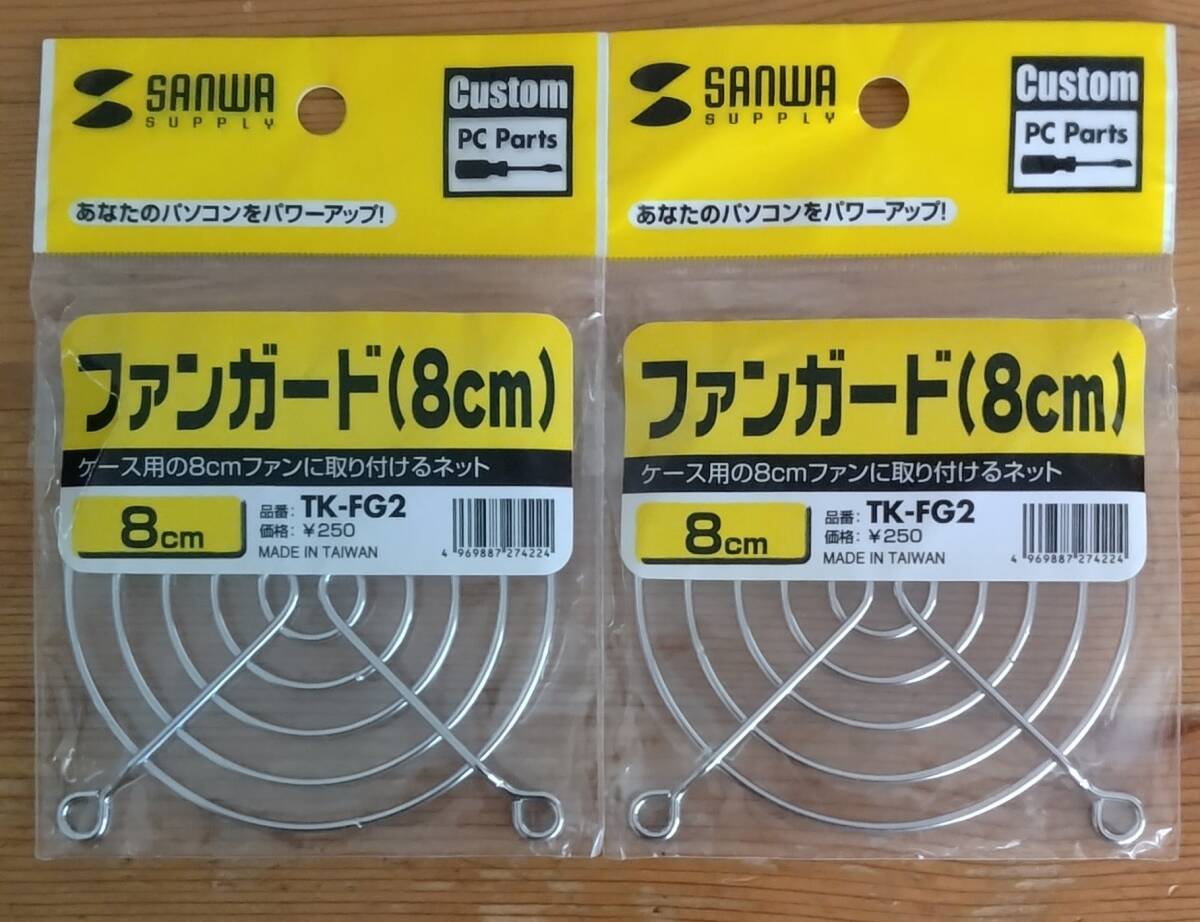 SANWA
SUPPLY
Custom
PC Parts
あなたのパソコンをパワーアップ!
ファンガード(8cm)
ケース用の8cmファンに取り付けるネット
8cm
品番: TK-FG2
価格: ¥250
MADE IN TAIWAN
4 969887 274224
SANWA
SUPPLY
Custom
PC Parts
あなたのパソコンをパワーアップ!
ファンガード(8cm)
ケース用の8cmファンに取り付けるネット
8cm
品番: TK-FG2
価格: ¥250
MADE IN TAIWAN
4 969887 274224